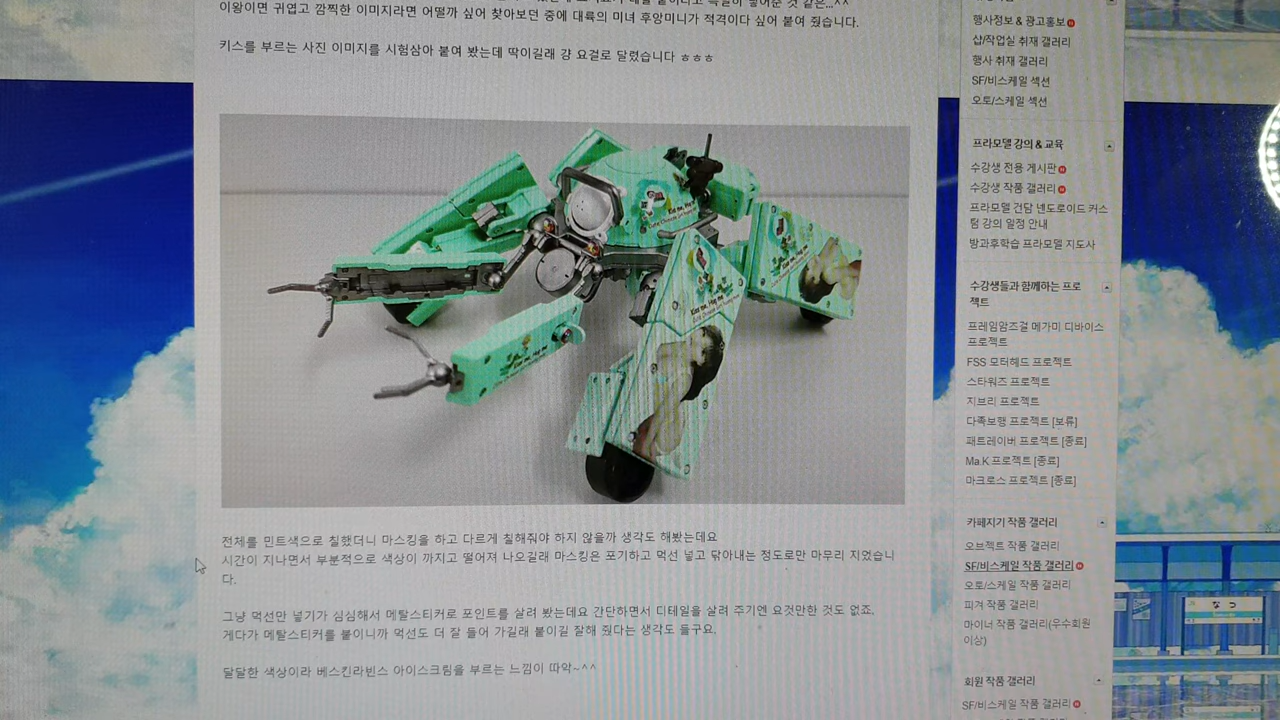 이왕이면 귀엽고 깜찍한 이미지라면 어떨까 싶어 찾아보던 중에 대륙의 미녀 후앙미니가 적격이다 싶어 붙여 줬습니다.
키스를 부르는 사진 이미지를 시험삼아 붙여 봤는데 딱이길래 걍 요걸로 달렸습니다 ㅎㅎㅎ
전체를 민트색으로 칠했더니 마스킹을 하고 다르게 칠해줘야 하지 않을까 생각도 해봤는데요
시간이 지나면서 부분적으로 색상이 까지고 떨어져 나오길래 마스킹은 포기하고 먹선 넣고 닦아내는 정도로만 마무리 지었습니
다.
그냥 먹선만 넣기가 심심해서 메탈스티커로 포인트를 살려 봤는데요 간단하면서 디테일을 살려 주기엔 요것만한 것도 없죠.
게다가 메탈스티커를 붙이니까 먹선도 더 잘 들어 가길래 붙이길 잘해 줬다는 생각도 들구요.
달달한 색상이라 베스킨라빈스 아이스크림을 부르는 느낌이 따악~^^
행사정보 & 광고홍보
샵/작업실 취재 갤러리
행사 취재 갤러리
SF/비스케일 섹션
오토/스케일 섹션
프라모델 강의 & 교육
수강생 전용 게시판
수강생 작품 갤러리
프라모델 건담 넨도로이드 커스
텀 강의 일정 안내
방과후학습 프라모델 지도사
수강생들과 함께하는 프로
젝트
프레임암즈걸 메가미 디바이스
프로젝트
FSS 모터헤드 프로젝트
스타워즈 프로젝트
지브리 프로젝트
다족보행 프로젝트 [보류]
패트레이버 프로젝트 [종료]
Ma.K 프로젝트 [종료]
마크로스 프로젝트 [종료]
카페지기 작품 갤러리
오브젝트 작품 갤러리
SF/비스케일 작품 갤러리
오토/스케일 작품 갤러리
피겨 작품 갤러리
마이너 작품 갤러리(우수회원
이상)
회원 작품 갤러리
SF/비스케일 작품 갤러리
なつ